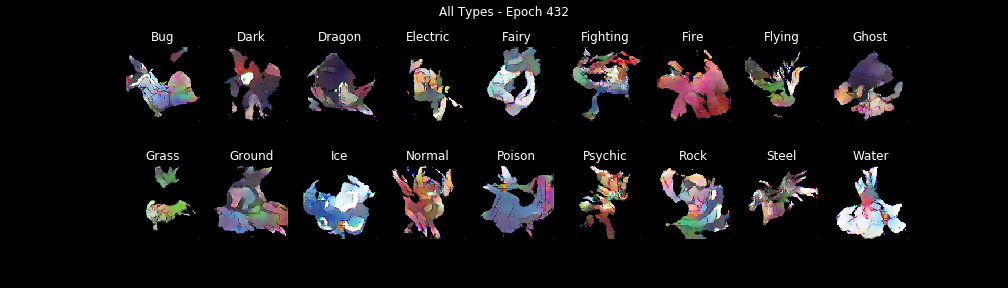 All Types - Epoch 432
Bug Dark Dragon Electric Fairy Fighting Fire Flying Ghost
Grass Ground Ice Normal Poison Psychic Rock Steel Water